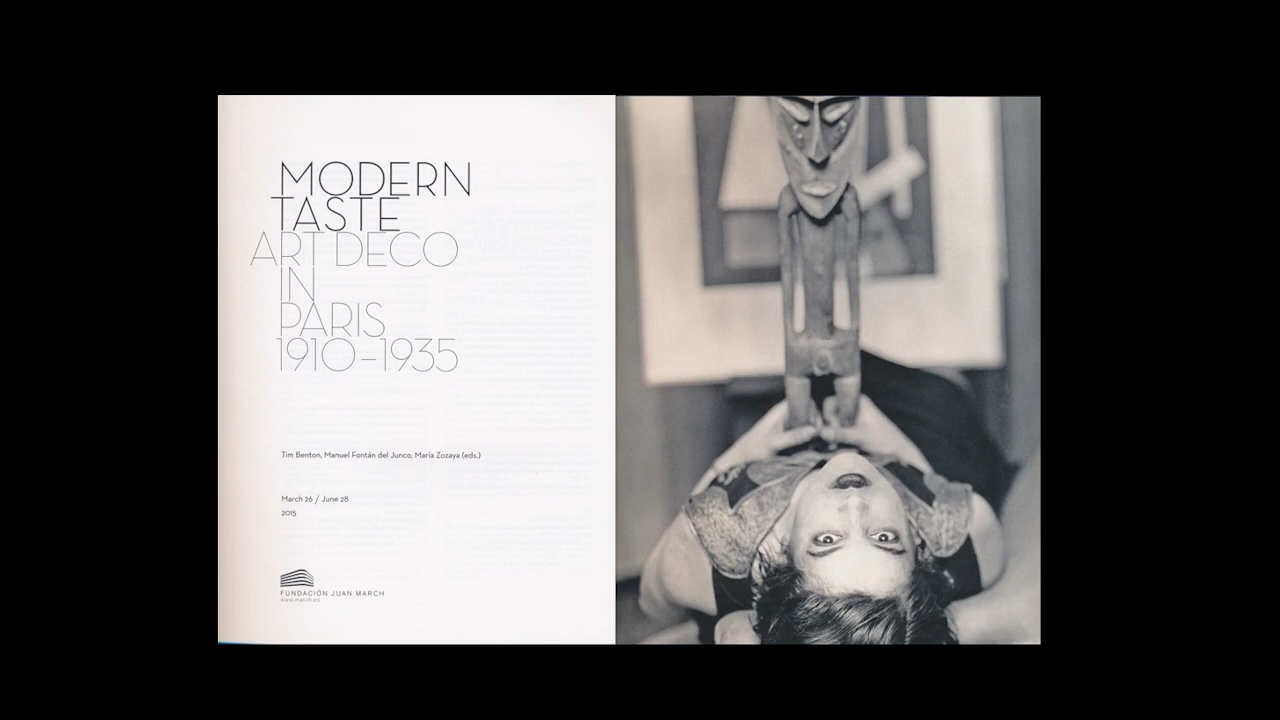 MODERN
TASTE
ART DECO
IN
PARIS
1910–1935
Tim Benton, Manuel Fontán del Junco, María Zozaya (eds.)
March 26 / June 28
2015
FUNDACIÓN JUAN MARCH
www.march.es